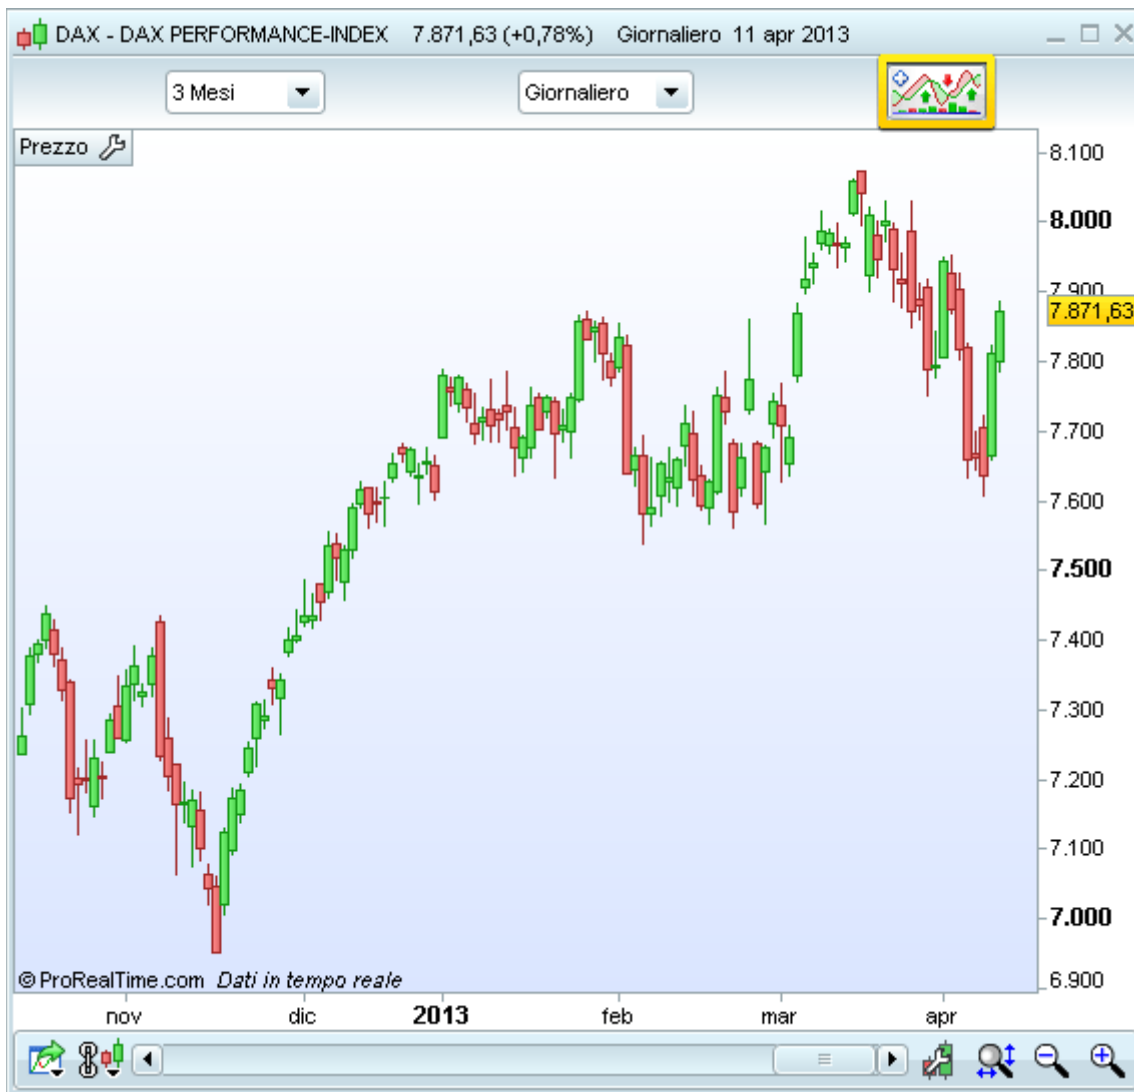 DAX - DAX PERFORMANCE-INDEX 7.871,63 (+0,78%) Giornaliero 11 apr 2013
3 Mesi Giornaliero
Prezzo
8.100
8.000
7.900
7.871,63
7.800
7.700
7.600
7.500
7.400
7.300
7.200
7.100
7.000
6.900
© ProRealTime.com Dati in tempo reale
nov dic 2013 feb mar apr